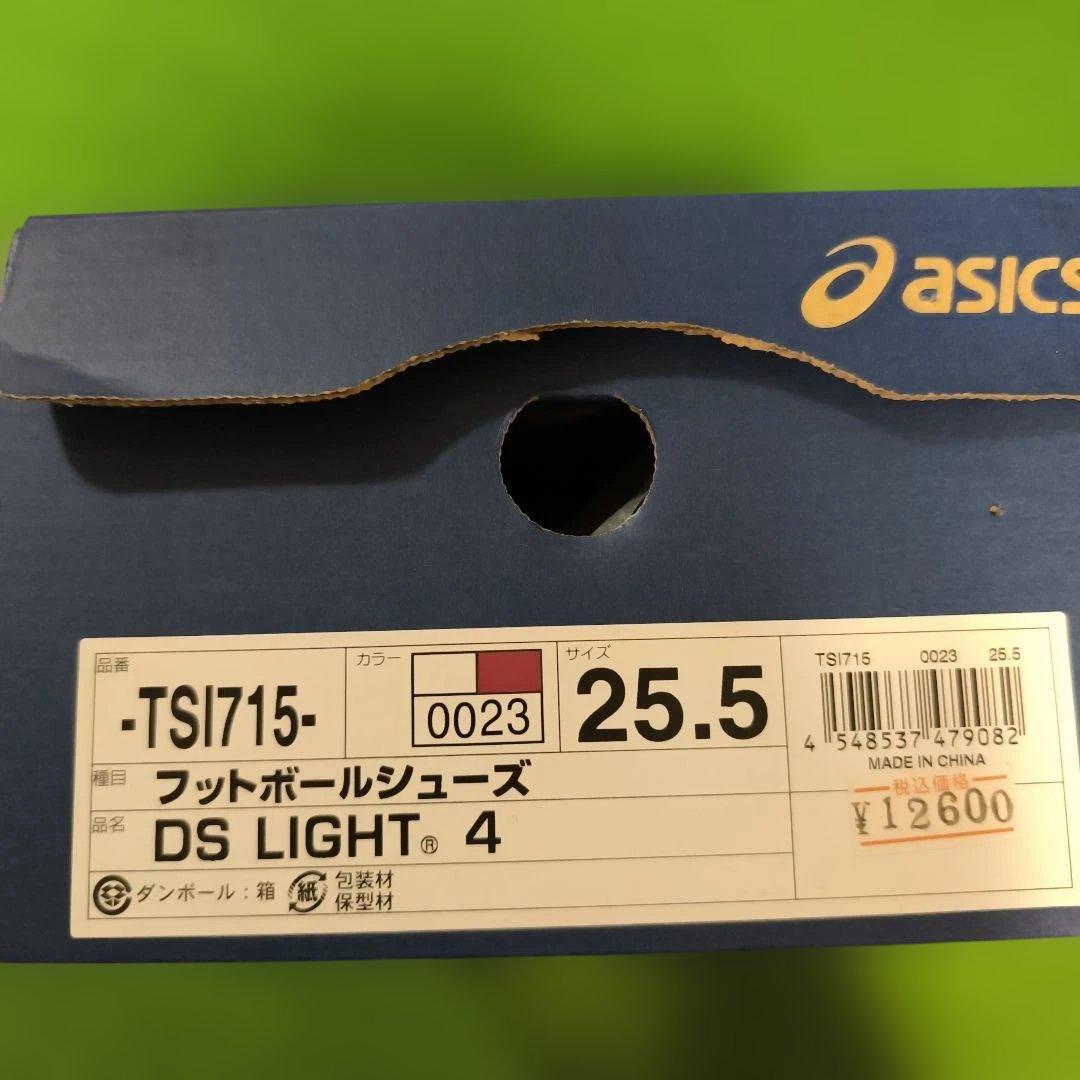 asics
品番
-TSI715-
カラー
0023
サイズ
25.5
TSI715 0023 25.5
4 548537 479082
MADE IN CHINA
税込価格
¥12600
種目
フットボールシューズ
品名
DS LIGHT® 4
ダンボール：箱
紙
包装材
保型材